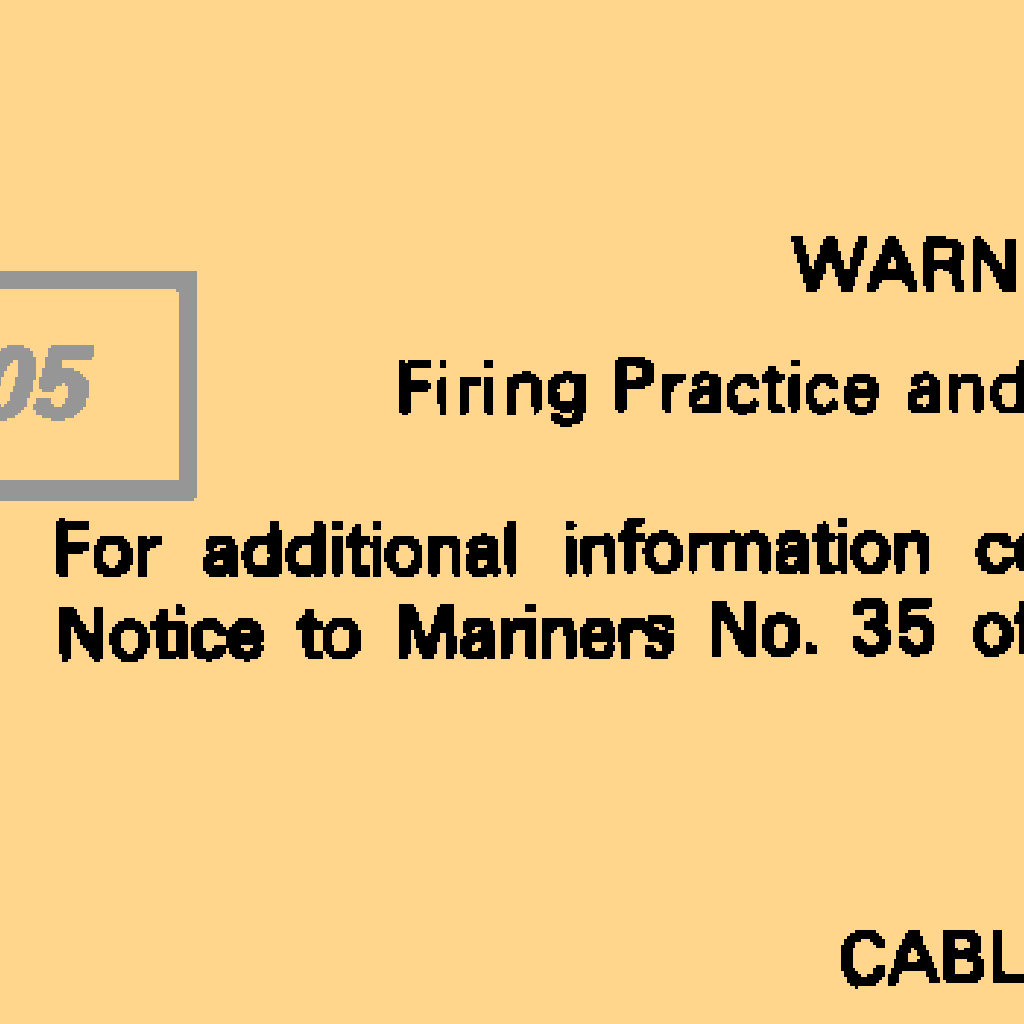 WARN
05
Firing Practice and
For additional information
Notice to Mariners No. 35
CABL